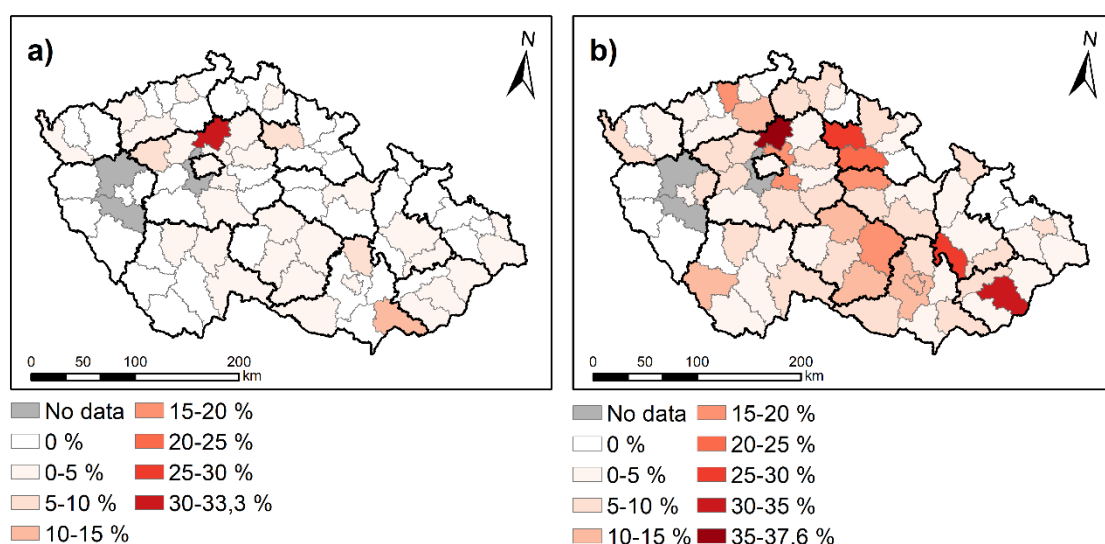 a)
N
0 50 100 200
km
No data
0 %
0-5 %
5-10 %
10-15 %
15-20 %
20-25 %
25-30 %
30-33,3 %
b)
N
0 50 100 200
km
No data
0 %
0-5 %
5-10 %
10-15 %
15-20 %
20-25 %
25-30 %
30-35 %
35-37,6 %